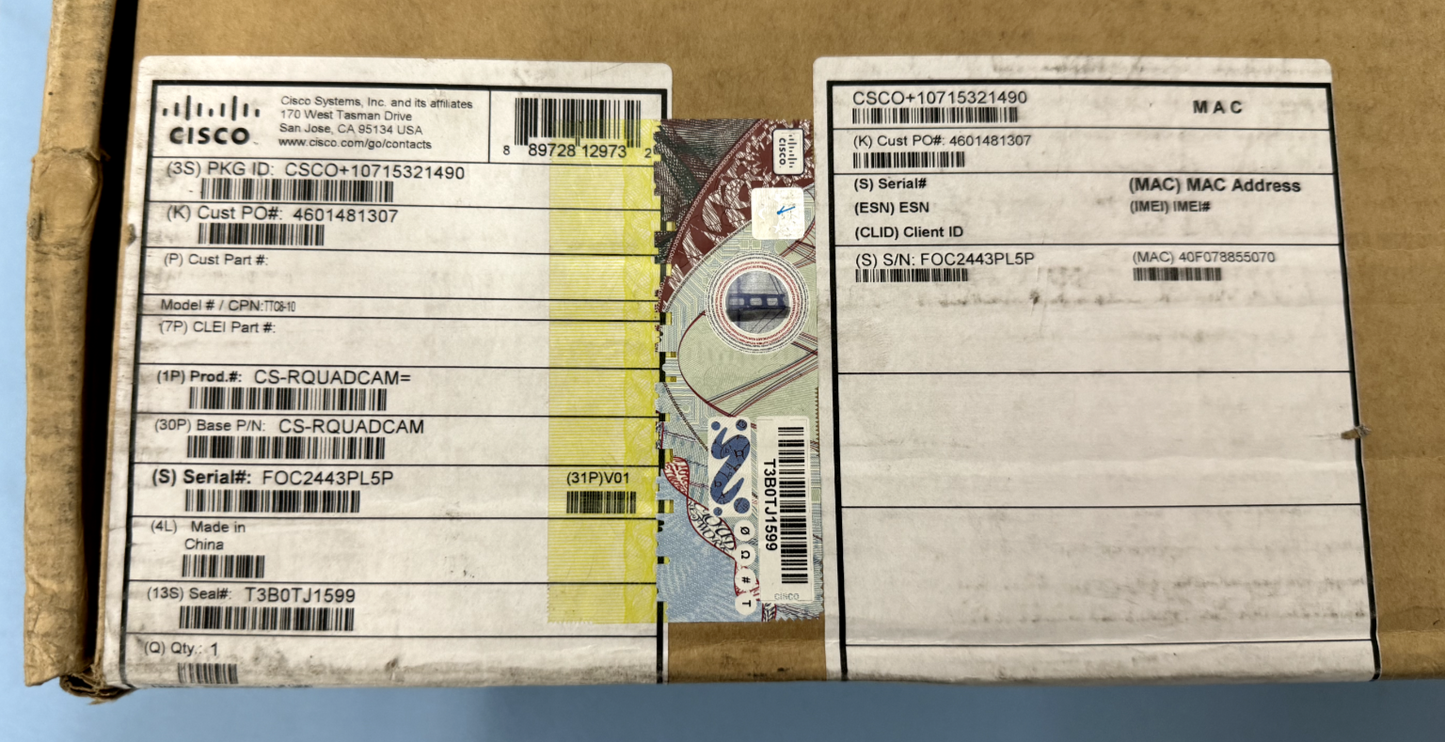 CISCO
Cisco Systems, Inc. and its affiliates
170 West Tasman Drive
San Jose, CA 95134 USA
www.cisco.com/go/contacts
8 89728 12973 2
(3S) PKG ID: CSCO+10715321490
(K) Cust PO#: 4601481307
(P) Cust Part #:
Model # / CPN:TTC8-10
(7P) CLEI Part #:
(1P) Prod.#: CS-RQUADCAM=
(30P) Base P/N: CS-RQUADCAM
(S) Serial#: FOC2443PL5P (31P)V01
(4L) Made in
China
(13S) Seal#: T3B0TJ1599
(Q) Qty.: 1
CISCO
T3B0TJ1599
CISCO
CSCO+10715321490 MAC
(K) Cust PO#: 4601481307
(S) Serial# (MAC) MAC Address
(ESN) ESN (IMEI) IMEI#
(CLID) Client ID
(S) S/N: FOC2443PL5P (MAC) 40F078855070